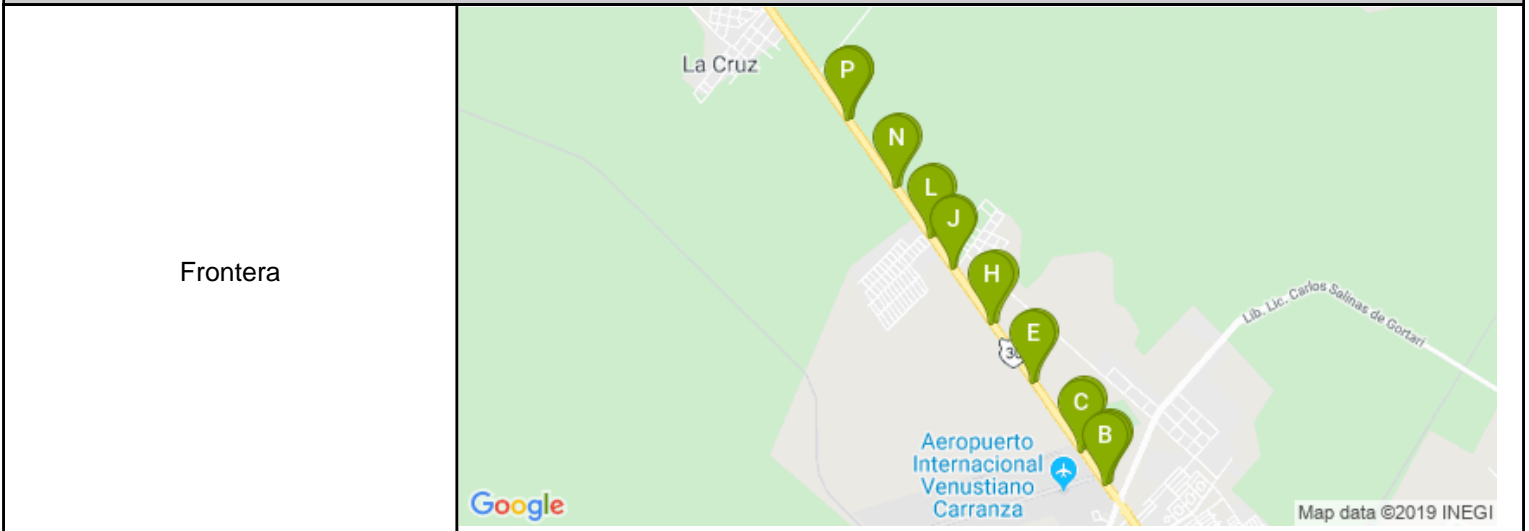 Frontera
La Cruz
P
N
L
J
H
E
C
B
Lib. Lic. Carlos Salinas de Gortari
Aeropuerto
Internacional
Venustiano
Carranza
Google
Map data ©2019 INEGI